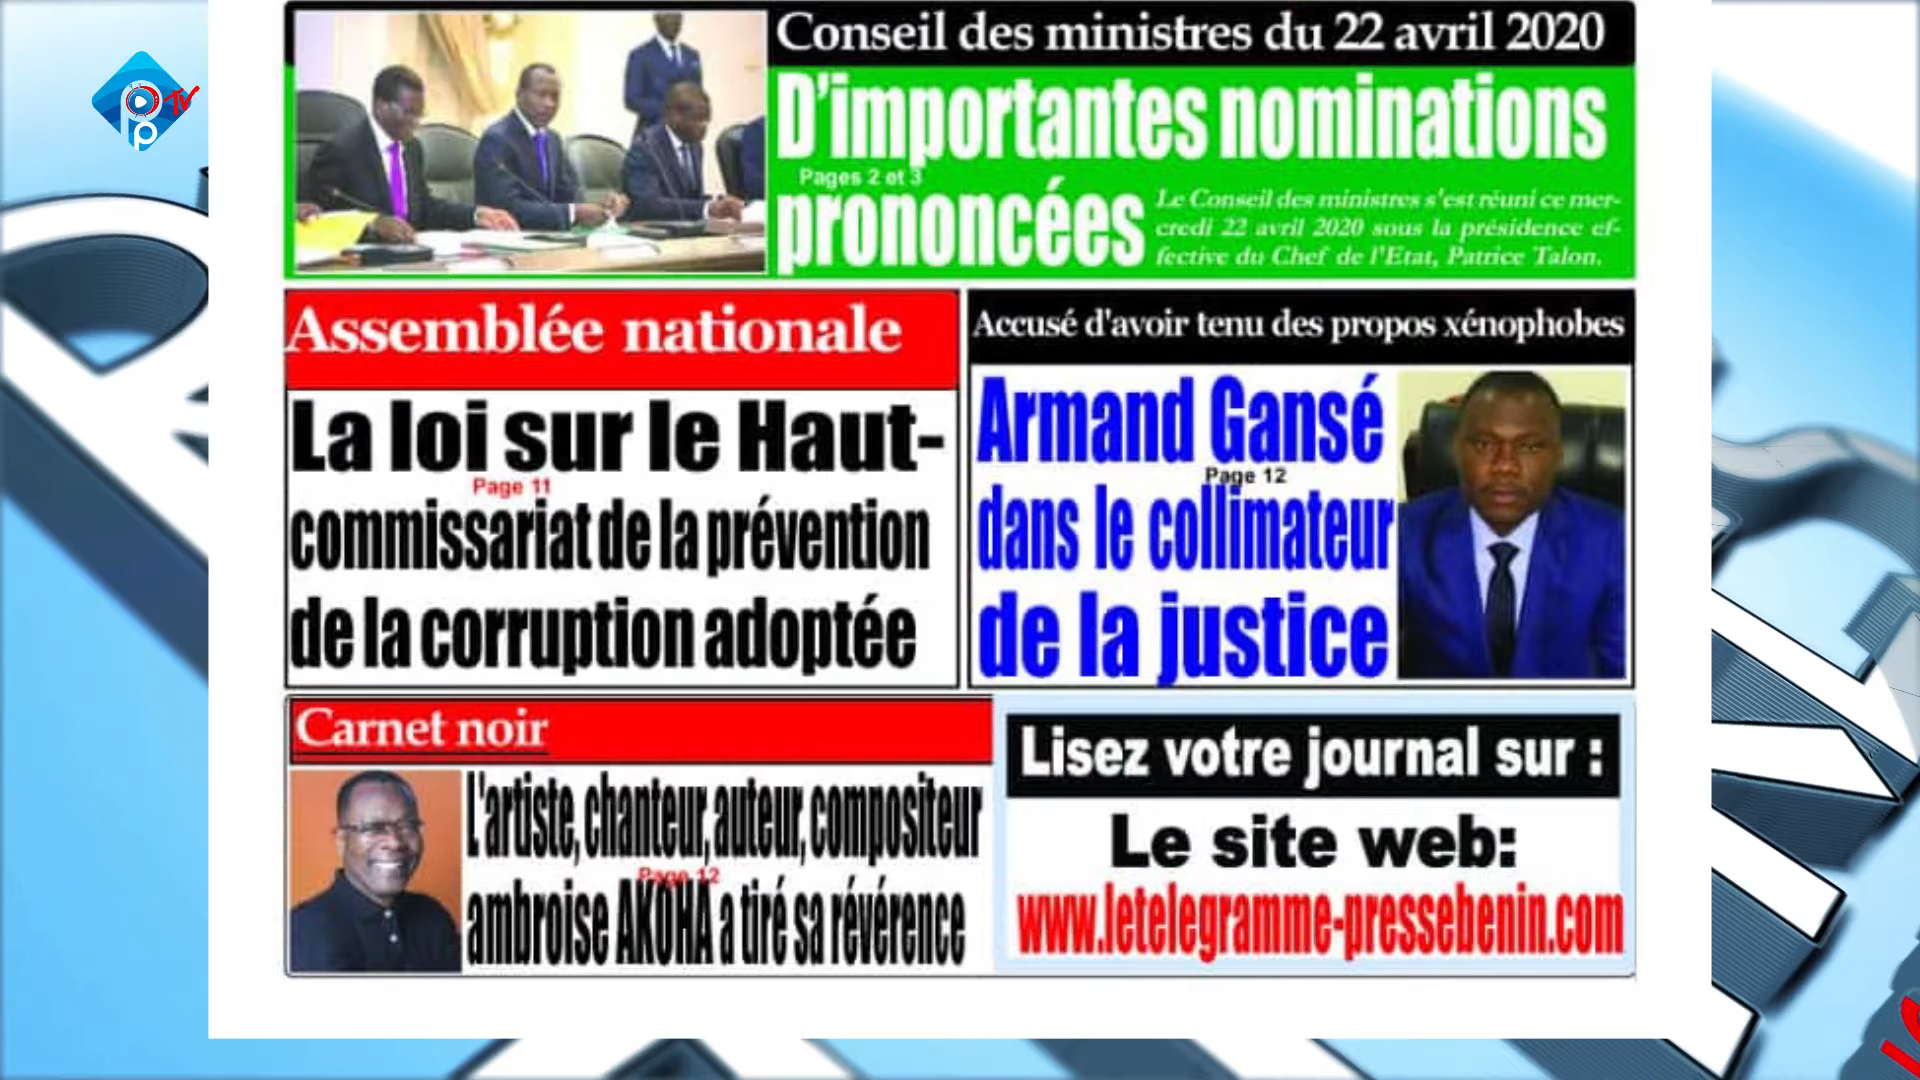 PP TV
Conseil des ministres du 22 avril 2020
D'importantes nominations
Pages 2 et 3
prononcées
Le Conseil des ministres s'est réuni ce mer-
credi 22 avril 2020 sous la présidence ef-
fective du Chef de l'Etat, Patrice Talon.
Assemblée nationale
La loi sur le Haut-
Page 11
commissariat de la prévention
de la corruption adoptée
Accusé d'avoir tenu des propos xénophobes
Armand Gansé
Page 12
dans le collimateur
de la justice
Carnet noir
L'artiste, chanteur, auteur, compositeur
Page 12
ambroise AKOHA a tiré sa révérence
Lisez votre journal sur :
Le site web:
www.letelegramme-pressebenin.com